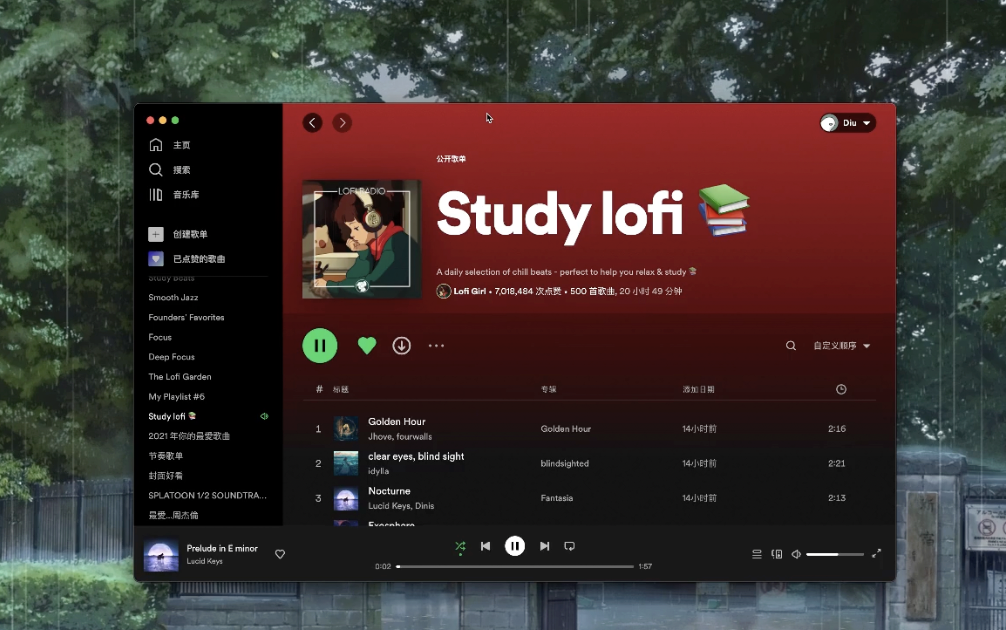 主页
搜索
音乐库
创建歌单
已点赞的歌曲
Study Beats
Smooth Jazz
Founders' Favorites
Focus
Deep Focus
The Lofi Garden
My Playlist #6
Study lofi 📚
2021 年你的最爱歌曲
节奏歌单
封面好看
SPLATOON 1/2 SOUNDTRA...
最爱...周杰倫
Diu
公开歌单
LOFI RADIO
Study lofi 📚
A daily selection of chill beats - perfect to help you relax & study 📚
Lofi Girl • 7,018,484 次点赞 • 500 首歌曲, 20 小时 49 分钟
自定义顺序
# 标题 专辑 添加日期
1 Golden Hour Golden Hour 14小时前 2:16
Jhove, fourwalls
2 clear eyes, blind sight blindsighted 14小时前 2:21
idylla
3 Nocturne Fantasia 14小时前 2:13
Lucid Keys, Dinis
Exosphere
Prelude in E minor
Lucid Keys
0:02 1:57